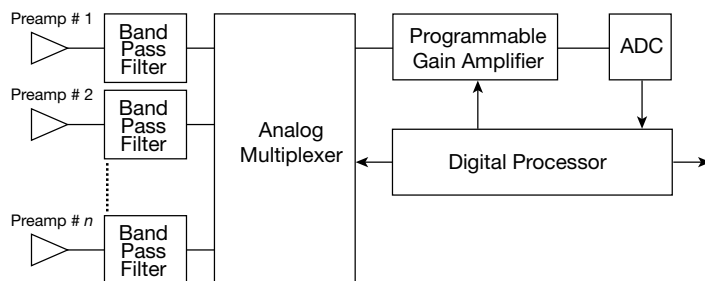 Preamp # 1
Band
Pass
Filter
Preamp # 2
Band
Pass
Filter
Preamp # n
Band
Pass
Filter
Analog
Multiplexer
Programmable
Gain Amplifier
ADC
Digital Processor